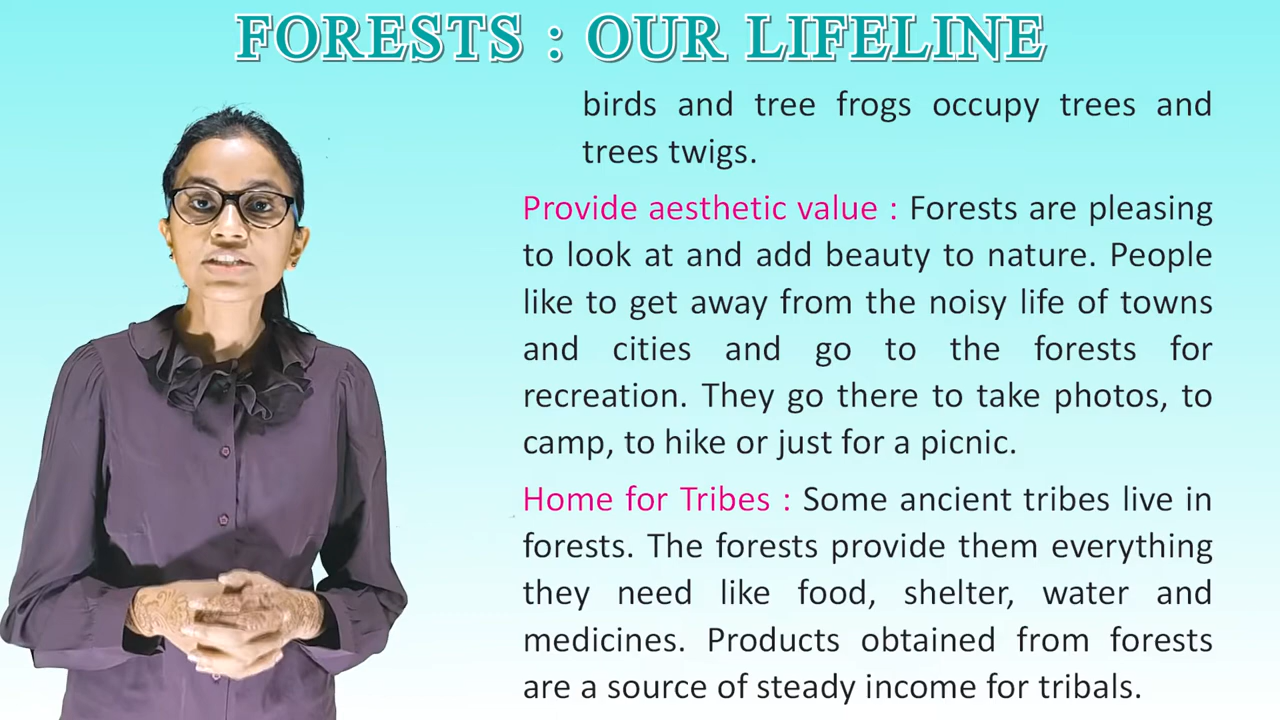 FORESTS : OUR LIFELINE
birds and tree frogs occupy trees and
trees twigs.
Provide aesthetic value : Forests are pleasing
to look at and add beauty to nature. People
like to get away from the noisy life of towns
and cities and go to the forests for
recreation. They go there to take photos, to
camp, to hike or just for a picnic.
Home for Tribes : Some ancient tribes live in
forests. The forests provide them everything
they need like food, shelter, water and
medicines. Products obtained from forests
are a source of steady income for tribals.